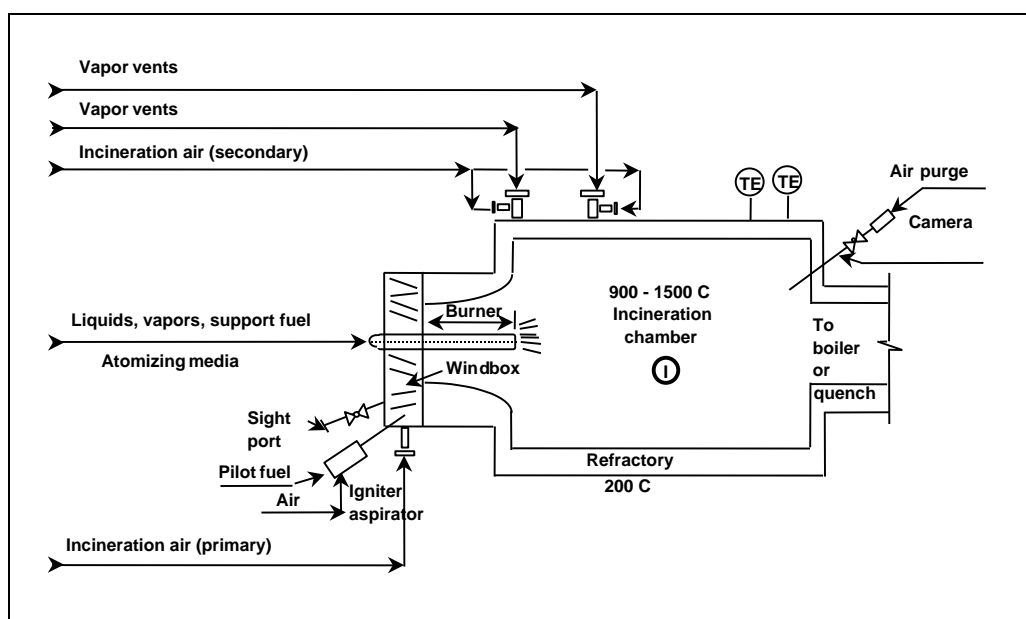 Vapor vents
Vapor vents
Incineration air (secondary)
TE
TE
Air purge
Camera
900 - 1500 C
Incineration
chamber
I
To
boiler
or
quench
Liquids, vapors, support fuel
Atomizing media
Burner
Windbox
Sight
port
Pilot fuel
Air
Igniter
aspirator
Refractory
200 C
Incineration air (primary)